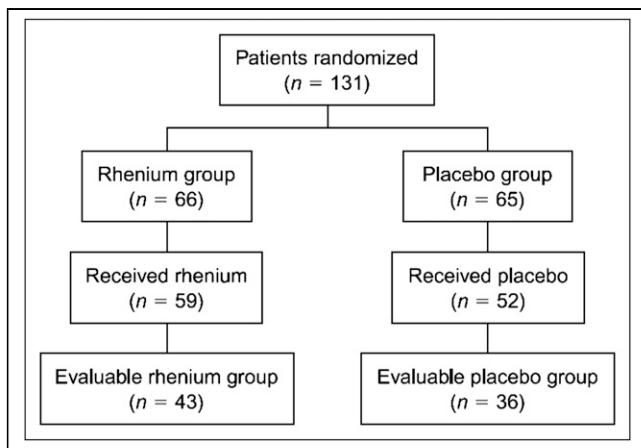 Patients randomized
(n = 131)
Rhenium group
(n = 66)
Placebo group
(n = 65)
Received rhenium
(n = 59)
Received placebo
(n = 52)
Evaluable rhenium group
(n = 43)
Evaluable placebo group
(n = 36)